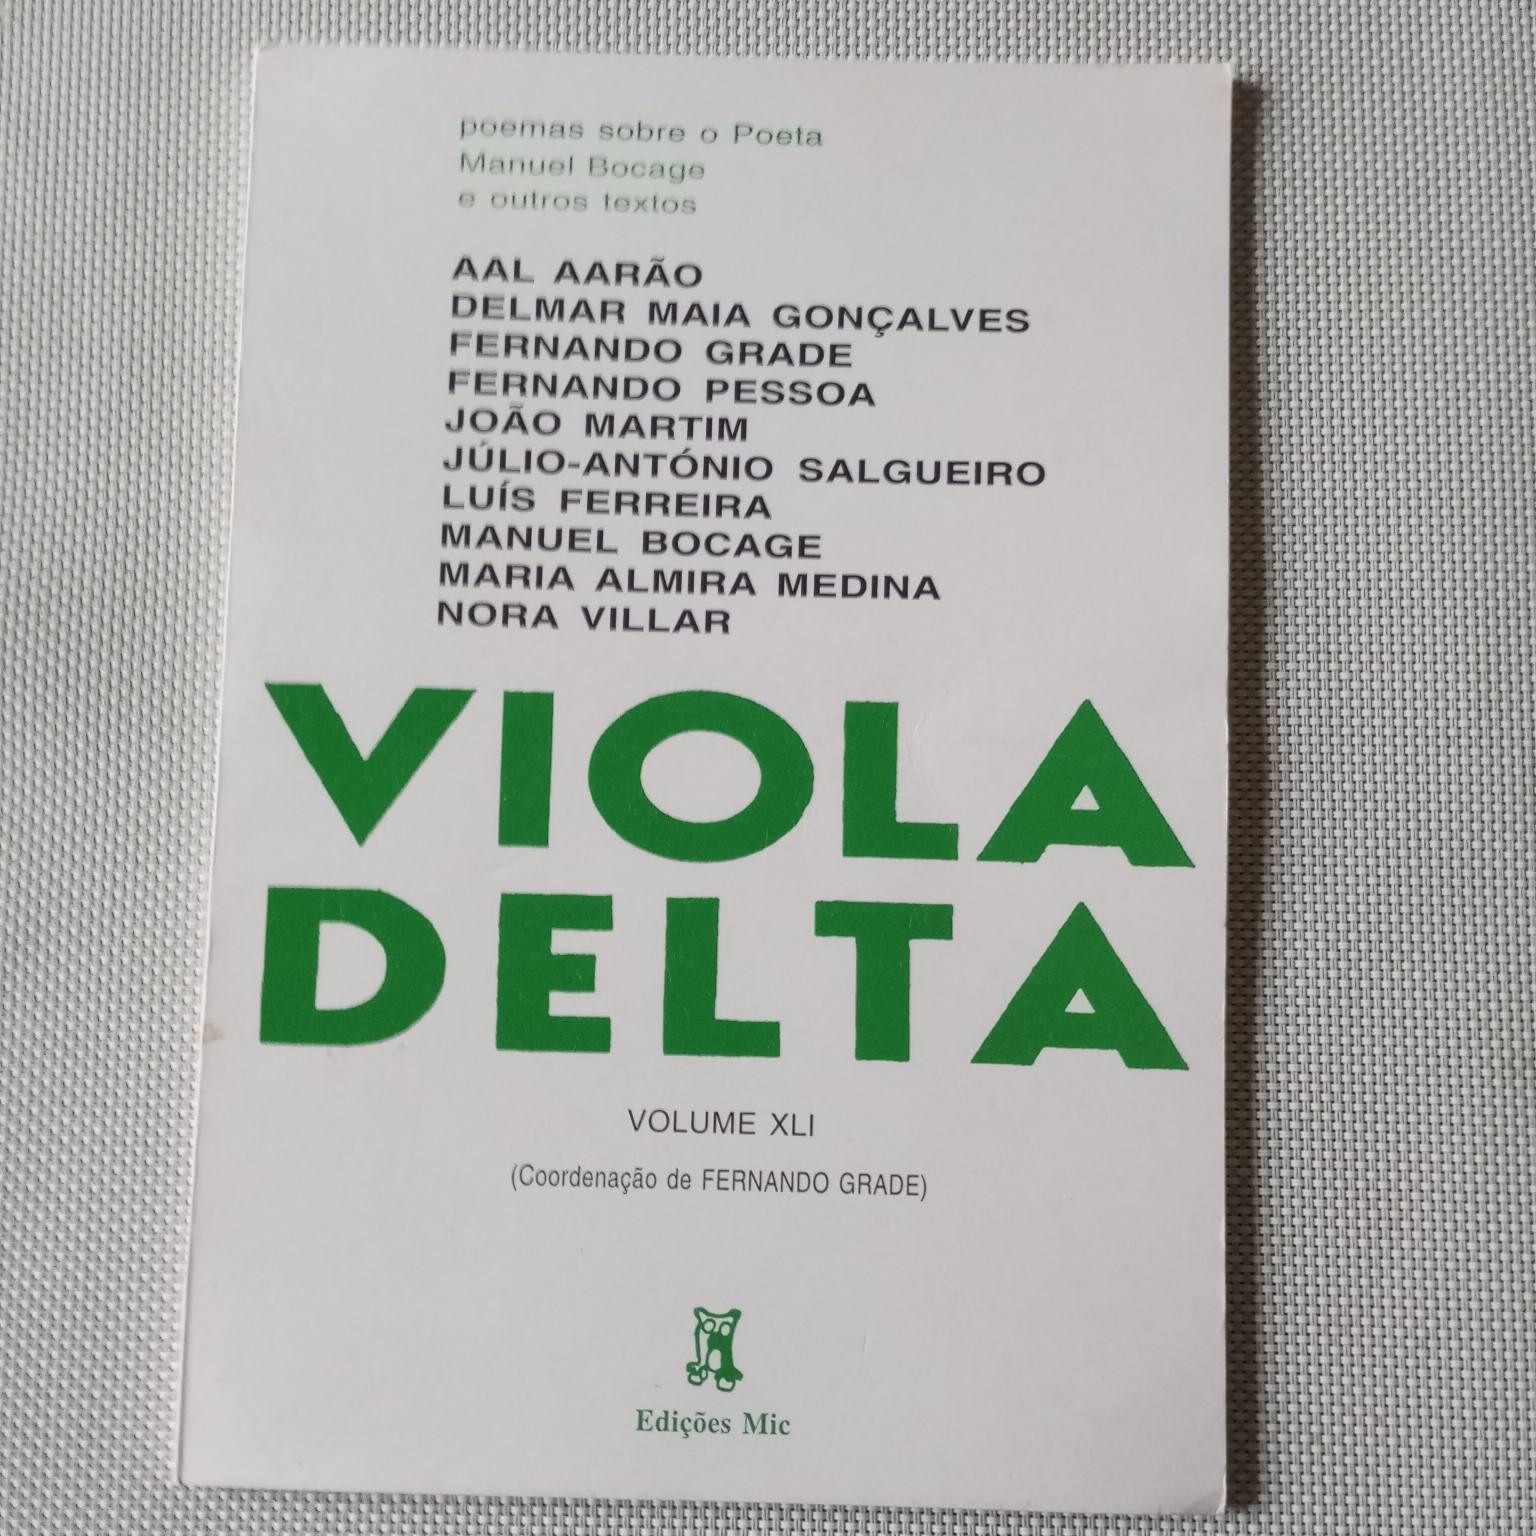 poemas sobre o Poeta
Manuel Bocage
e outros textos
AAL AARÃO
DELMAR MAIA GONÇALVES
FERNANDO GRADE
FERNANDO PESSOA
JOÃO MARTIM
JÚLIO-ANTÓNIO SALGUEIRO
LUÍS FERREIRA
MANUEL BOCAGE
MARIA ALMIRA MEDINA
NORA VILLAR
VIOLA
DELTA
VOLUME XLI
(Coordenação de FERNANDO GRADE)
Edições Mic